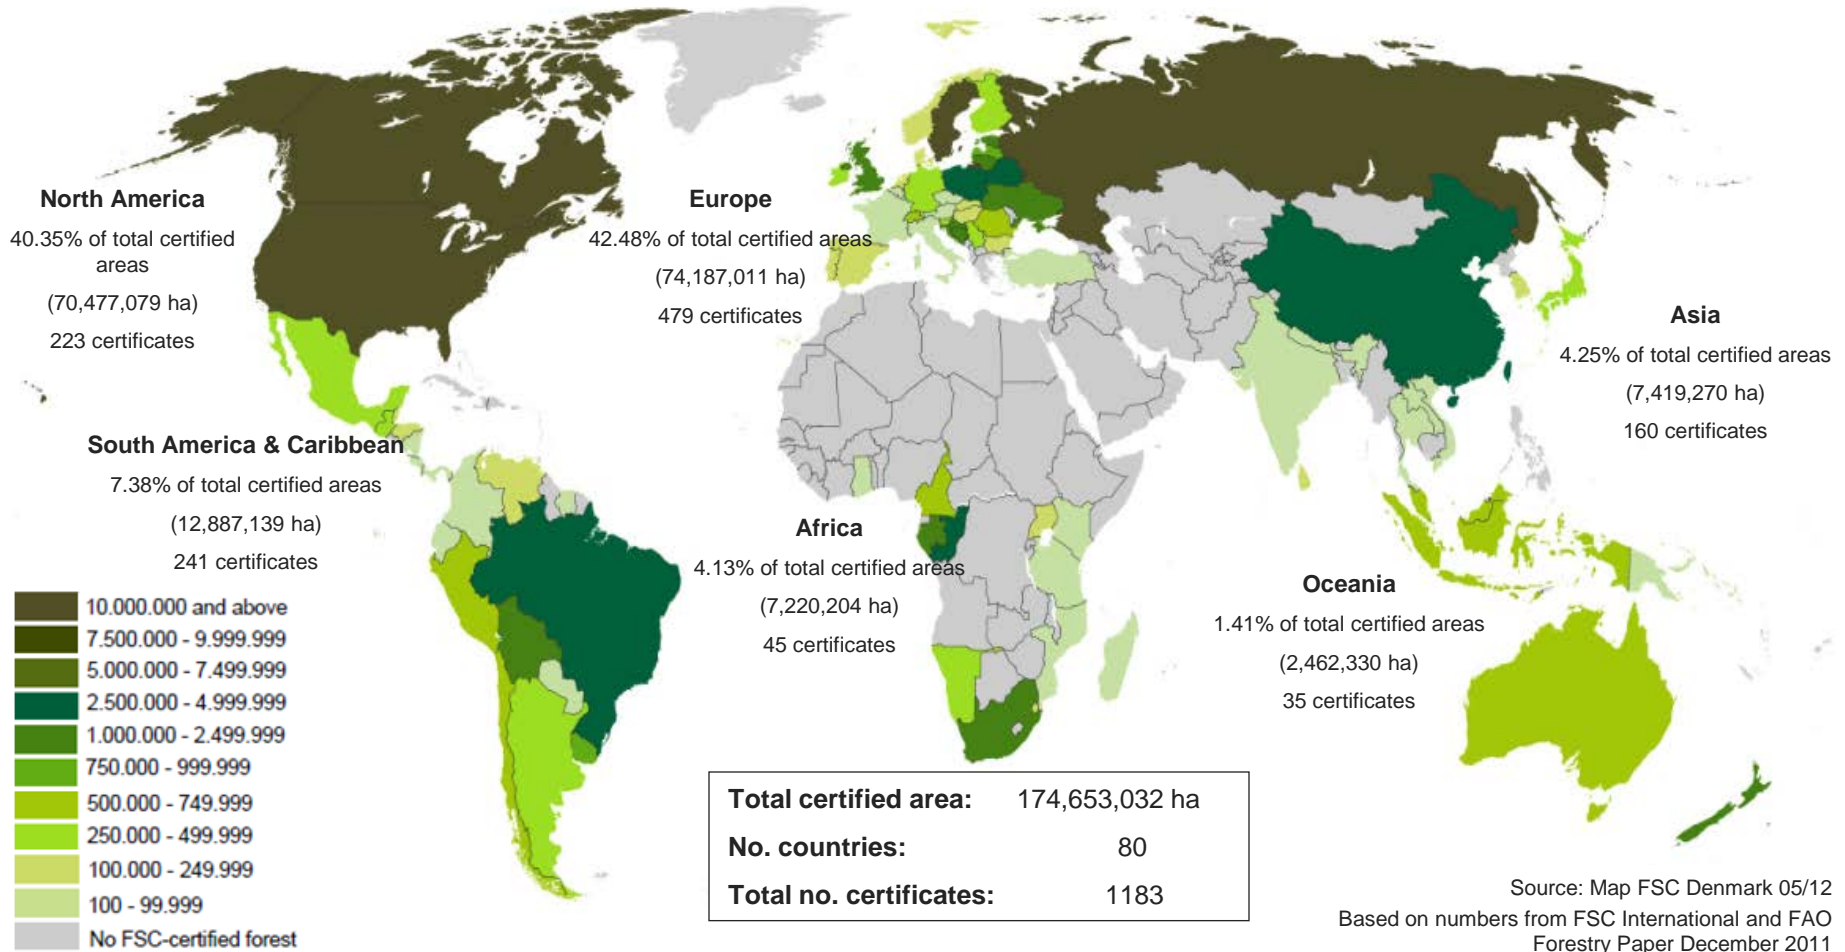 North America
40.35% of total certified
areas
(70,477,079 ha)
223 certificates
Europe
42.48% of total certified areas
(74,187,011 ha)
479 certificates
Asia
4.25% of total certified areas
(7,419,270 ha)
160 certificates
South America & Caribbean
7.38% of total certified areas
(12,887,139 ha)
241 certificates
Africa
4.13% of total certified areas
(7,220,204 ha)
45 certificates
Oceania
1.41% of total certified areas
(2,462,330 ha)
35 certificates
10.000.000 and above
7.500.000 - 9.999.999
5.000.000 - 7.499.999
2.500.000 - 4.999.999
1.000.000 - 2.499.999
750.000 - 999.999
500.000 - 749.999
250.000 - 499.999
100.000 - 249.999
100 - 99.999
No FSC-certified forest
Total certified area: 174,653,032 ha
No. countries: 80
Total no. certificates: 1183
Source: Map FSC Denmark 05/12
Based on numbers from FSC International and FAO
Forestry Paper December 2011